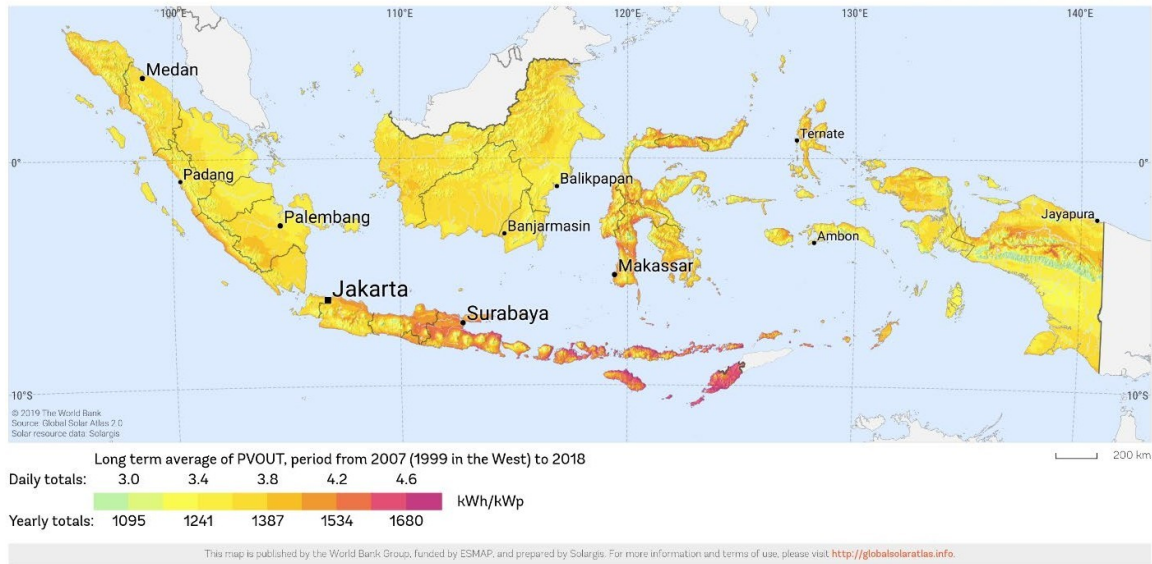 100°E 110°E 120°E 130°E 140°E
Medan
Ternate
0° 0°
Padang
Balikpapan
Palembang
Jayapura
Banjarmasin
Ambon
Makassar
Jakarta
Surabaya
10°S 10°S
© 2019 The World Bank
Source: Global Solar Atlas 2.0
Solar resource data: Solargis
200 km
Long term average of PVOUT, period from 2007 (1999 in the West) to 2018
Daily totals: 3.0 3.4 3.8 4.2 4.6
kWh/kWp
Yearly totals: 1095 1241 1387 1534 1680
This map is published by the World Bank Group, funded by ESMAP, and prepared by Solargis. For more information and terms of use, please visit http://globalsolaratlas.info.